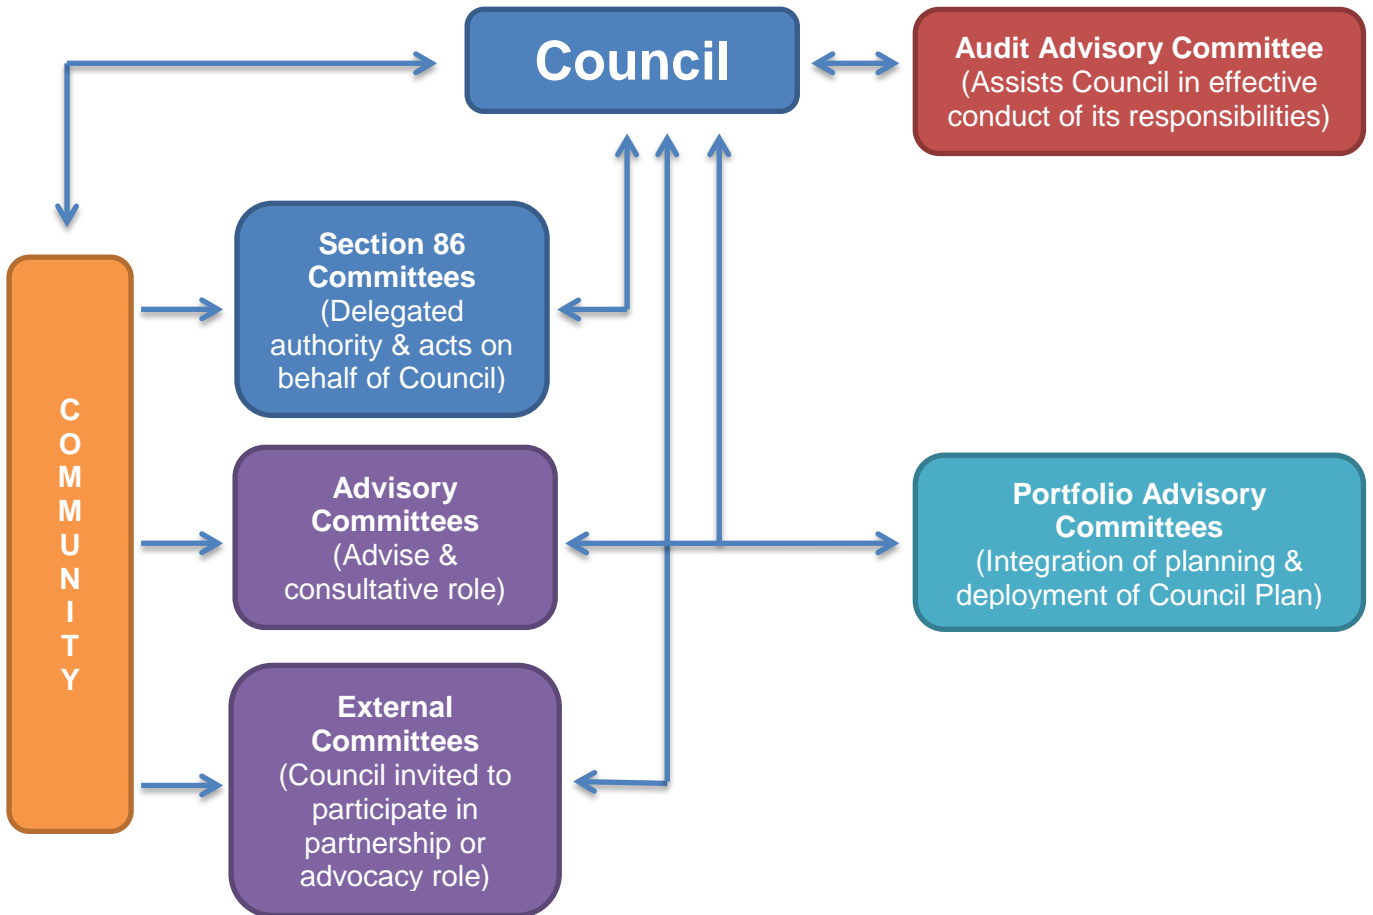 Council
Audit Advisory Committee
(Assists Council in effective
conduct of its responsibilities)
Section 86
Committees
(Delegated
authority & acts on
behalf of Council)
C
O
M
M
U
N
I
T
Y
Advisory
Committees
(Advise &
consultative role)
Portfolio Advisory
Committees
(Integration of planning &
deployment of Council Plan)
External
Committees
(Council invited to
participate in
partnership or
advocacy role)